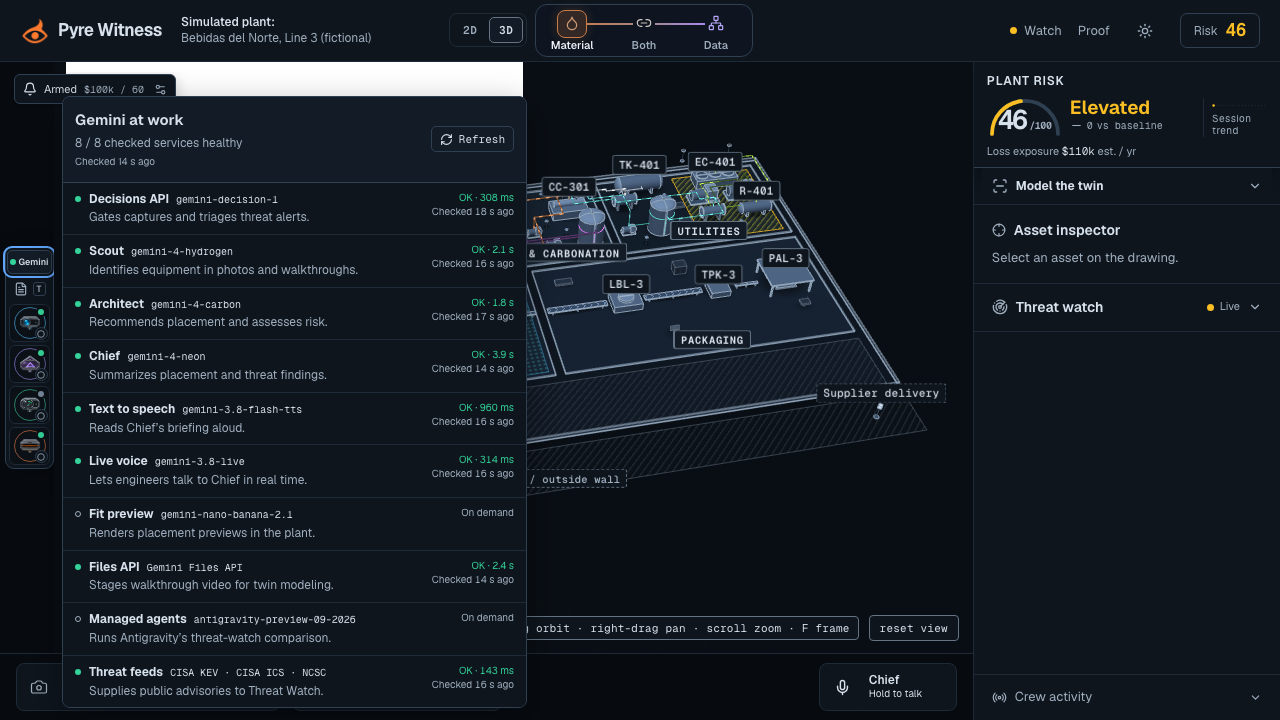 Pyre Witness
Simulated plant:
Bebidas del Norte, Line 3 (fictional)
2D 3D
Material Both Data
Watch Proof
Risk 46
Armed $100k / 60
Gemini at work
8 / 8 checked services healthy
Checked 14 s ago
Refresh
Decisions API gemini-decision-1
OK · 308 ms
Gates captures and triages threat alerts.
Checked 18 s ago
Scout gemini-4-hydrogen
OK · 2.1 s
Identifies equipment in photos and walkthroughs.
Checked 16 s ago
Architect gemini-4-carbon
OK · 1.8 s
Recommends placement and assesses risk.
Checked 17 s ago
Chief gemini-4-neon
OK · 3.9 s
Summarizes placement and threat findings.
Checked 14 s ago
Text to speech gemini-3.8-flash-tts
OK · 960 ms
Reads Chief's briefing aloud.
Checked 16 s ago
Live voice gemini-3.8-live
OK · 314 ms
Lets engineers talk to Chief in real time.
Checked 16 s ago
Fit preview gemini-nano-banana-2.1
On demand
Renders placement previews in the plant.
Files API Gemini Files API
OK · 2.4 s
Stages walkthrough video for twin modeling.
Checked 14 s ago
Managed agents antigravity-preview-09-2026
On demand
Runs Antigravity's threat-watch comparison.
Threat feeds CISA KEV · CISA ICS · NCSC
OK · 143 ms
Supplies public advisories to Threat Watch.
Checked 16 s ago
Gemini
T
TK-401
EC-401
CC-301
R-401
UTILITIES
& CARBONATION
PAL-3
TPK-3
LBL-3
PACKAGING
Supplier delivery
/ outside wall
orbit · right-drag pan · scroll zoom · F frame
reset view
Chief
Hold to talk
PLANT RISK
46 /100
Elevated
— 0 vs baseline
Session trend
Loss exposure $110k est. / yr
Model the twin
Asset inspector
Select an asset on the drawing.
Threat watch
Live
Crew activity